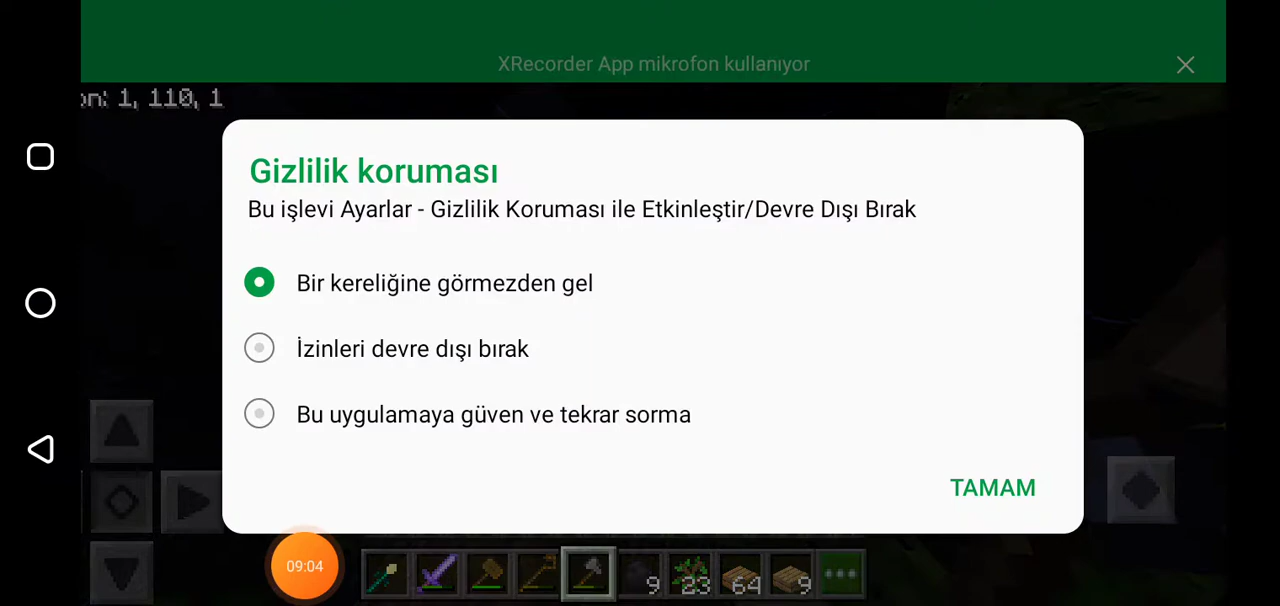 XRecorder App mikrofon kullanıyor
on: 1, 110, 1
Gizlilik koruması
Bu işlevi Ayarlar - Gizlilik Koruması ile Etkinleştir/Devre Dışı Bırak
Bir kereliğine görmezden gel
İzinleri devre dışı bırak
Bu uygulamaya güven ve tekrar sorma
TAMAM
09:04
9 23 64 9